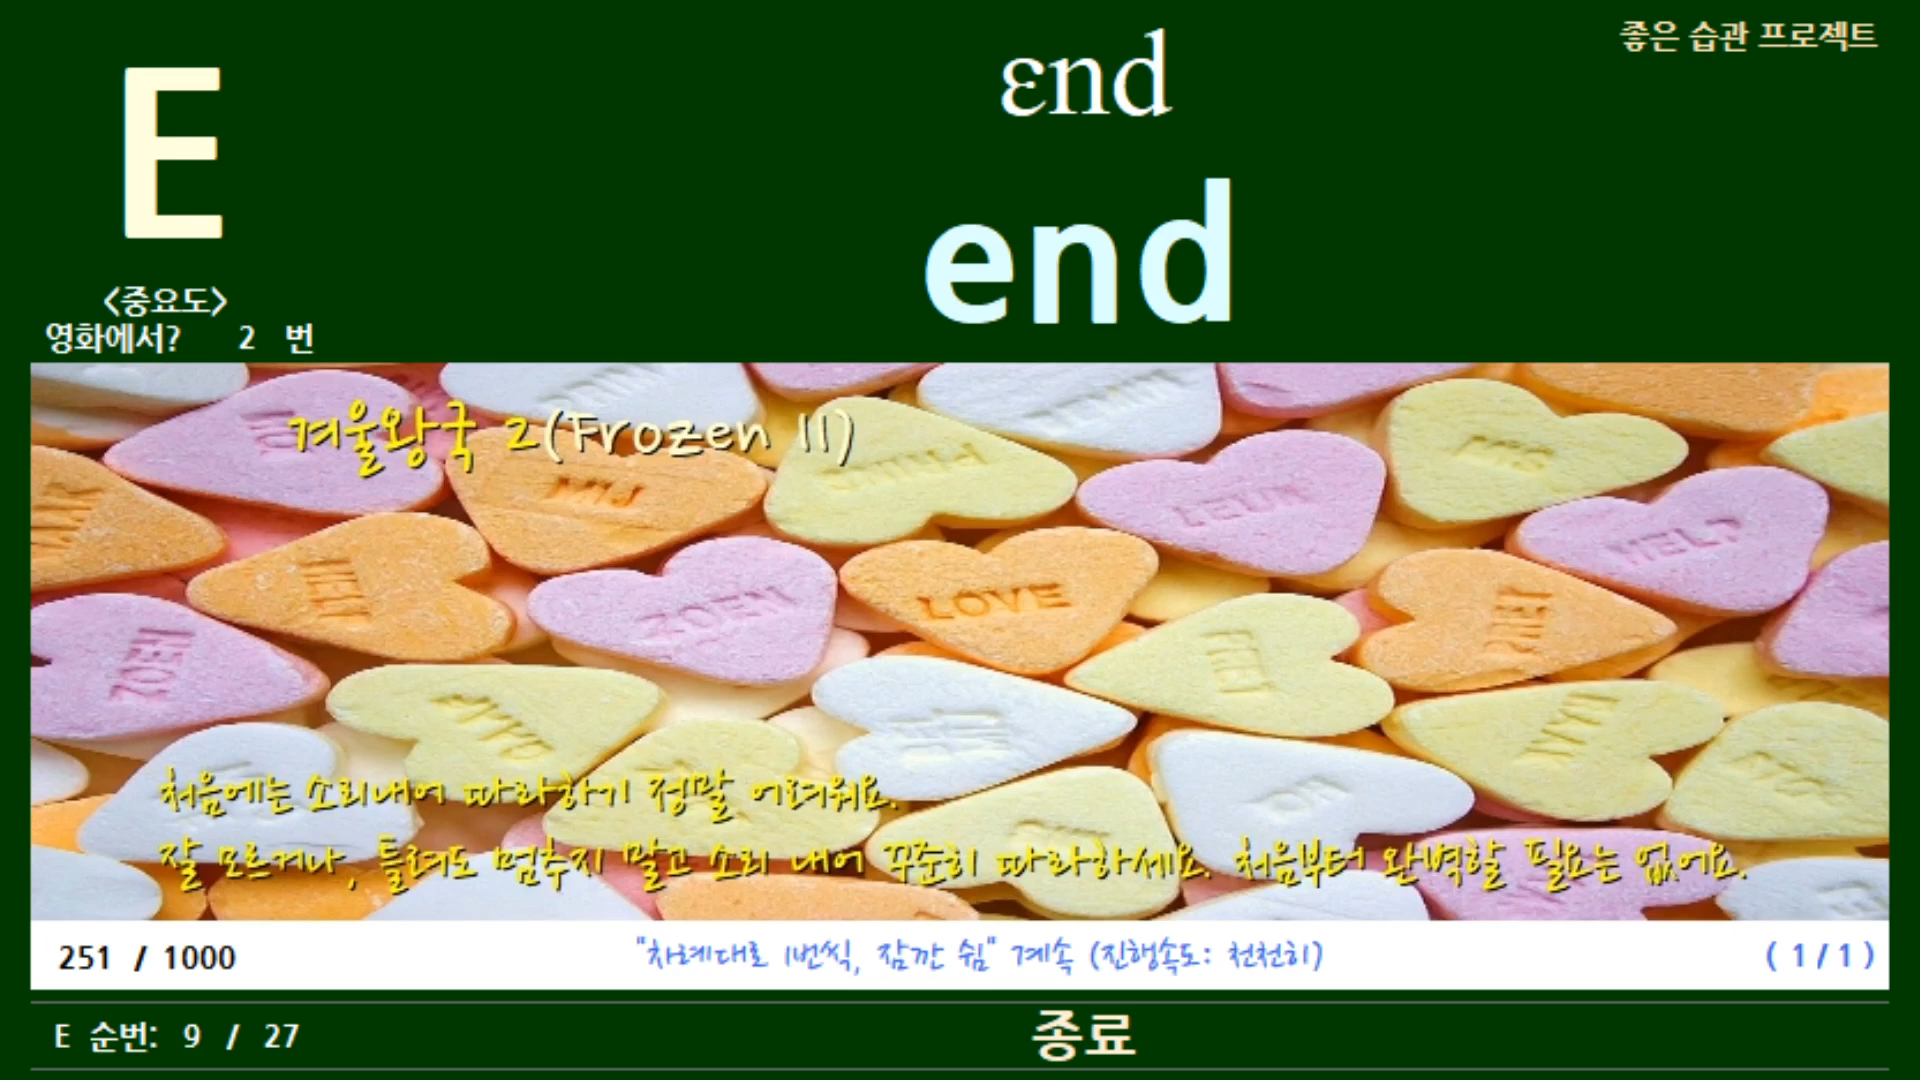 좋은 습관 프로젝트
E
εnd
end
<중요도>
영화에서? 2 번
겨울왕국 2(Frozen II)
MIJ
LEUK
HELP
ZOEN
LOVE
처음에는 소리내어 따라하기 정말 어려워요.
잘 모르거나, 틀려도 멈추지 말고 소리 내어 꾸준히 따라하세요. 처음부터 완벽할 필요는 없어요.
251 / 1000
"차례대로 1번씩, 잠깐 쉼" 계속 (진행속도: 천천히)
( 1 / 1 )
E 순번: 9 / 27
종료